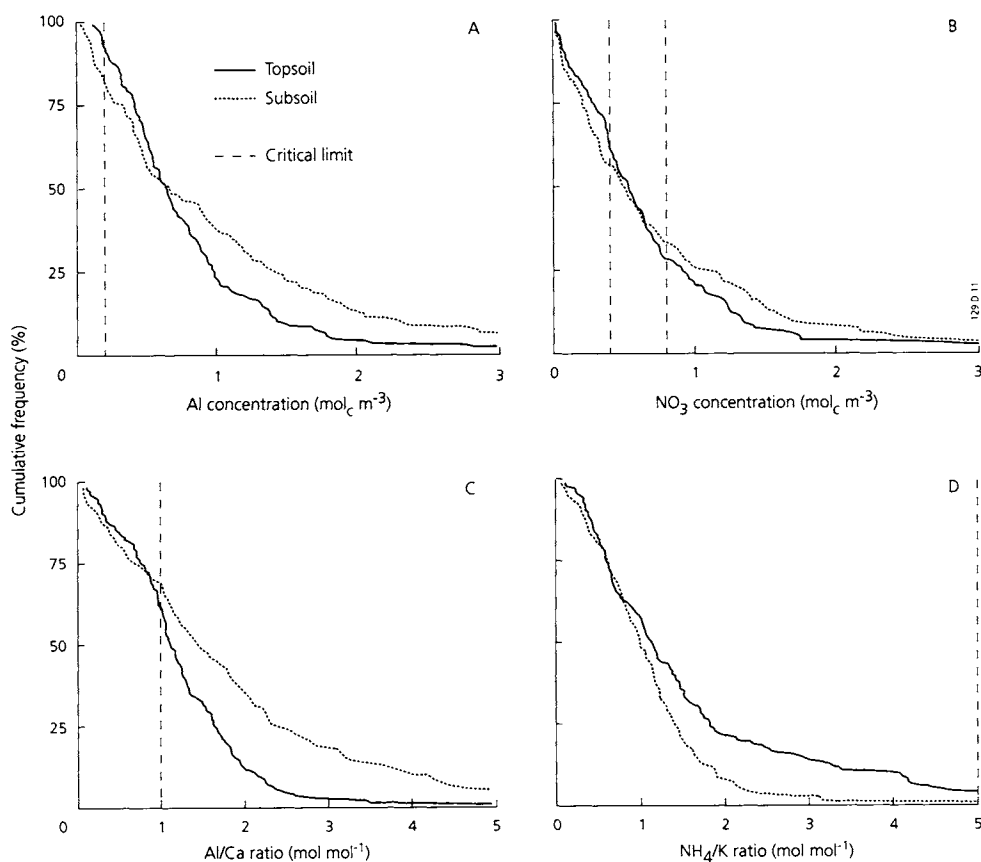 Cumulative frequency (%)
100
75
50
25
0
A
Topsoil
Subsoil
Critical limit
1
2
3
Al concentration (mol_c m⁻³)
B
129 D 11
0
1
2
3
NO₃ concentration (mol_c m⁻³)
100
75
50
25
C
0
1
2
3
4
5
Al/Ca ratio (mol mol⁻¹)
D
0
1
2
3
4
5
NH₄/K ratio (mol mol⁻¹)